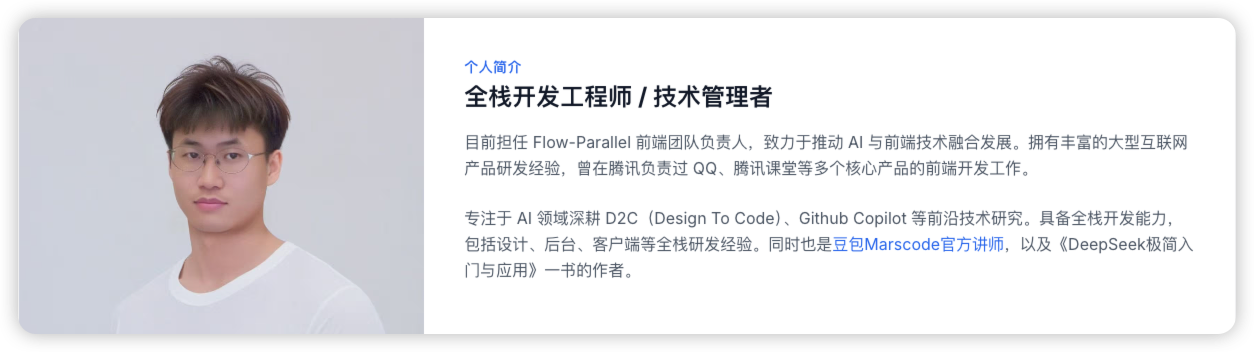 个人简介
全栈开发工程师 / 技术管理者
目前担任 Flow-Parallel 前端团队负责人，致力于推动 AI 与前端技术融合发展。拥有丰富的大型互联网
产品研发经验，曾在腾讯负责过 QQ、腾讯课堂等多个核心产品的前端开发工作。
专注于 AI 领域深耕 D2C（Design To Code）、Github Copilot 等前沿技术研究。具备全栈开发能力，
包括设计、后台、客户端等全栈研发经验。同时也是豆包Marscode官方讲师，以及《DeepSeek极简入
门与应用》一书的作者。